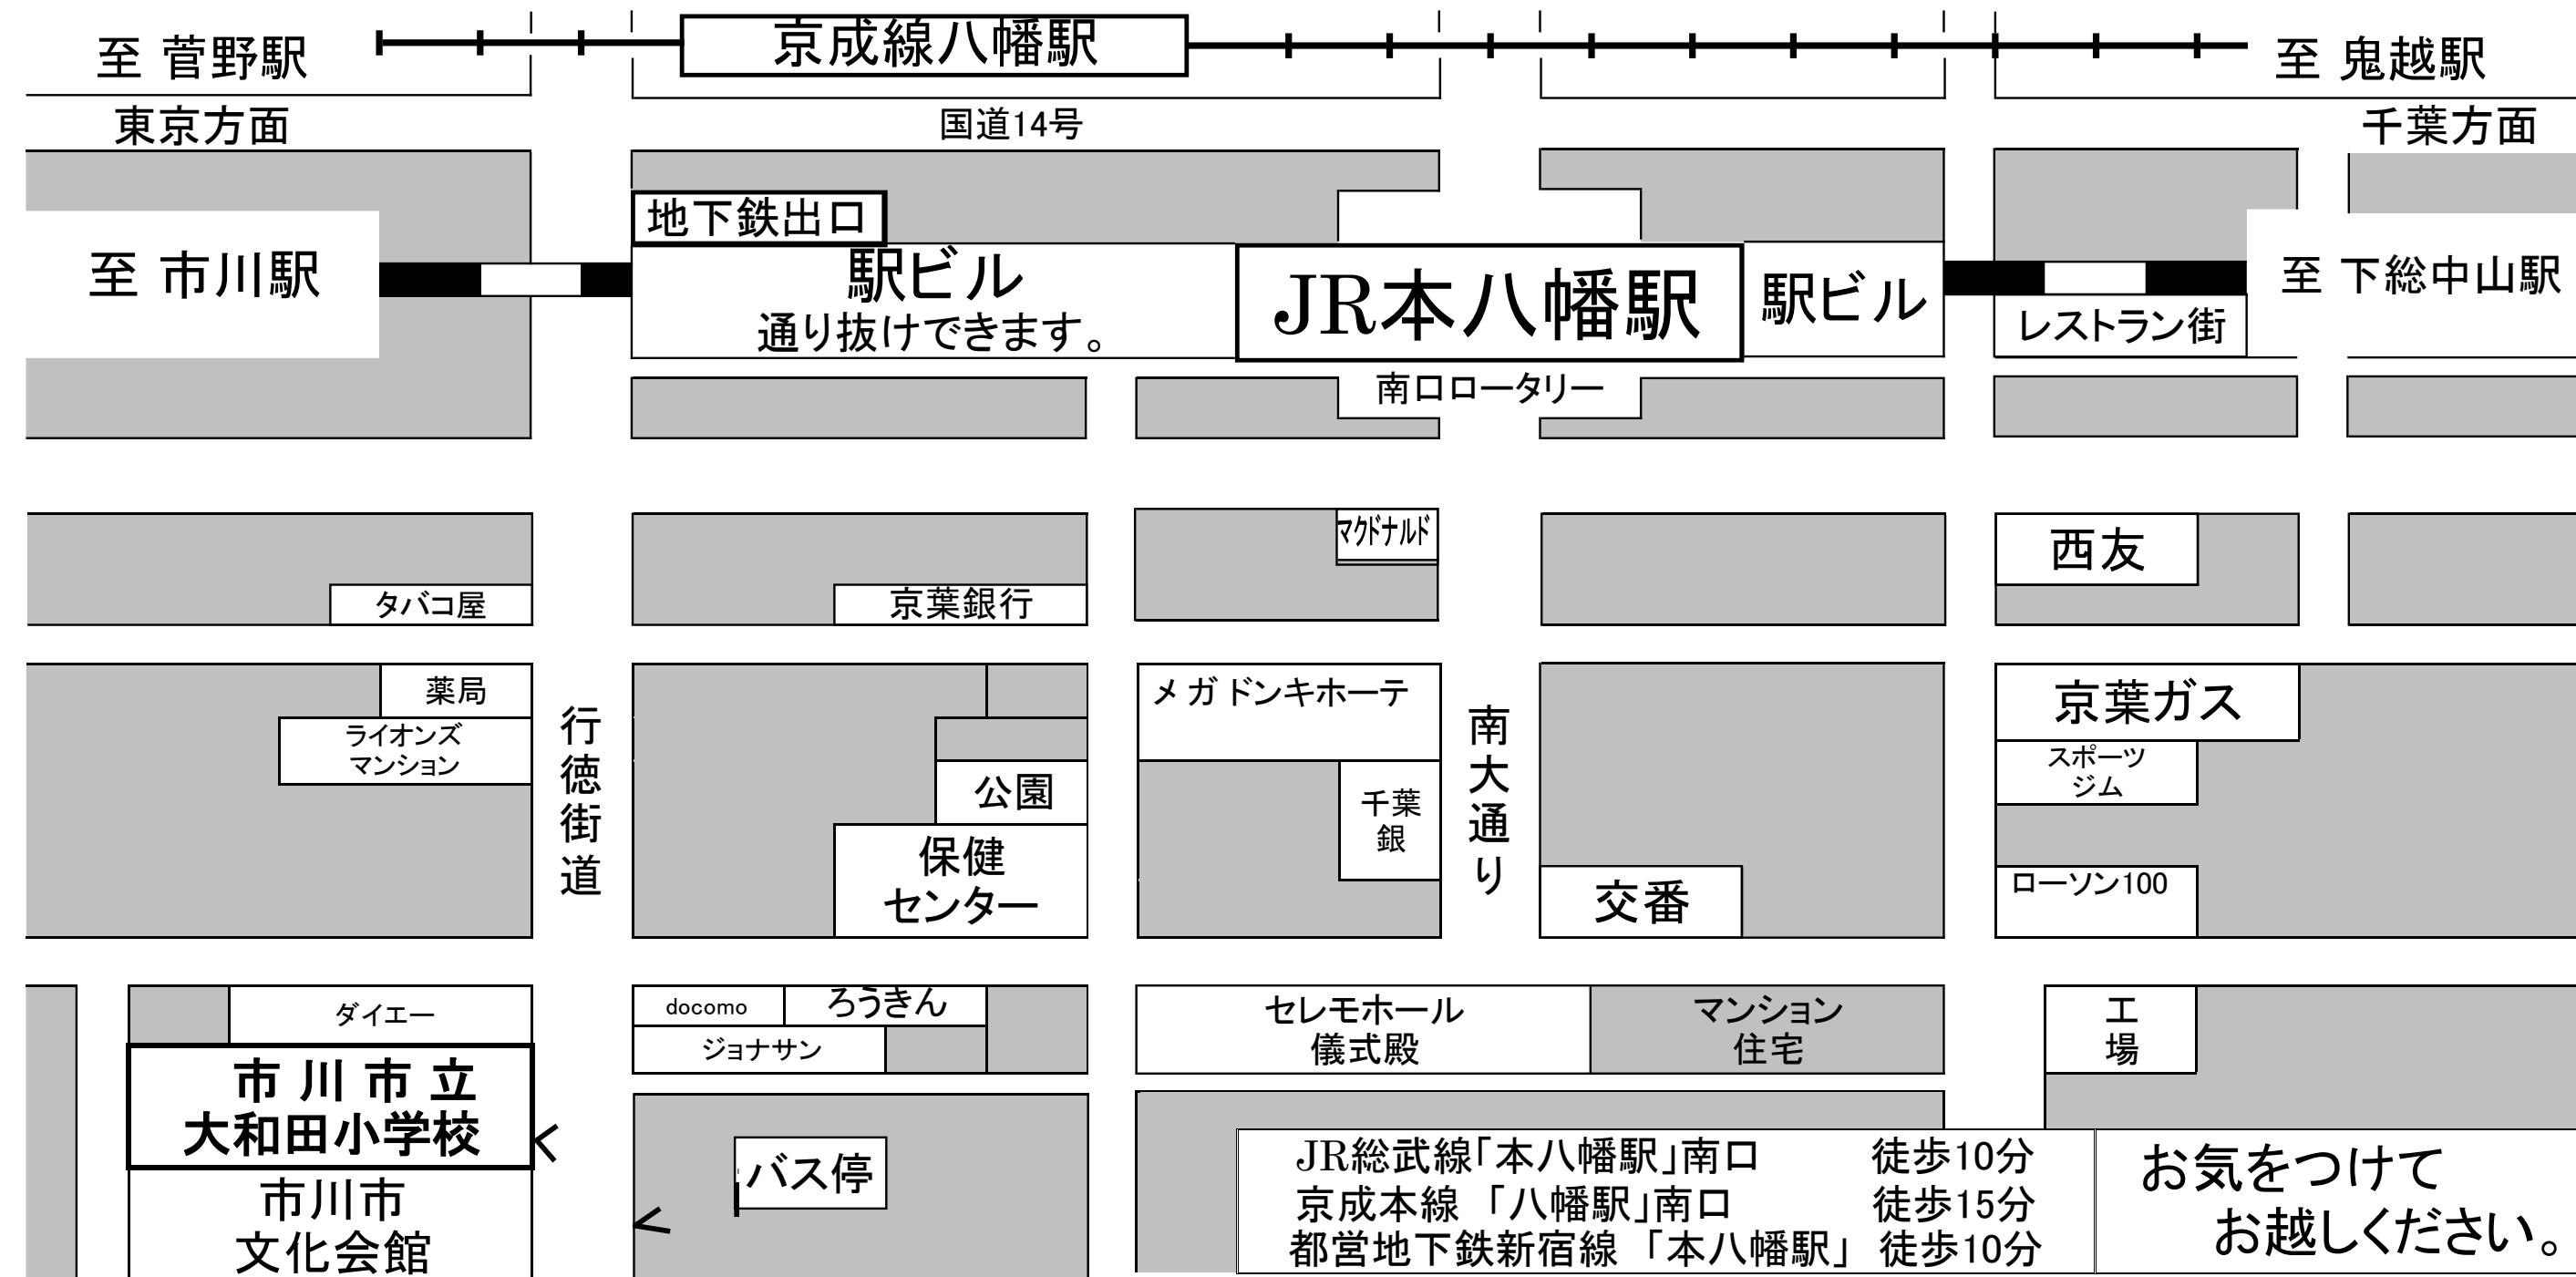 京成線八幡駅
至 菅野駅
至 鬼越駅
東京方面
国道14号
千葉方面
地下鉄出口
至 市川駅
駅ビル
通り抜けできます。
JR本八幡駅
駅ビル
至 下総中山駅
レストラン街
南口ロータリー
マクドナルド
西友
タバコ屋
京葉銀行
薬局
ライオンズ
マンション
行徳街道
公園
保健
センター
メガドンキホーテ
千葉
銀
南大通り
交番
京葉ガス
スポーツ
ジム
ローソン100
ダイエー
docomo
ろうきん
ジョナサン
セレモホール
儀式殿
マンション
住宅
工
場
市川市立
大和田小学校
市川市
文化会館
バス停
JR総武線「本八幡駅」南口 徒歩10分
京成本線 「八幡駅」南口 徒歩15分
都営地下鉄新宿線 「本八幡駅」 徒歩10分
お気をつけて
お越しください。